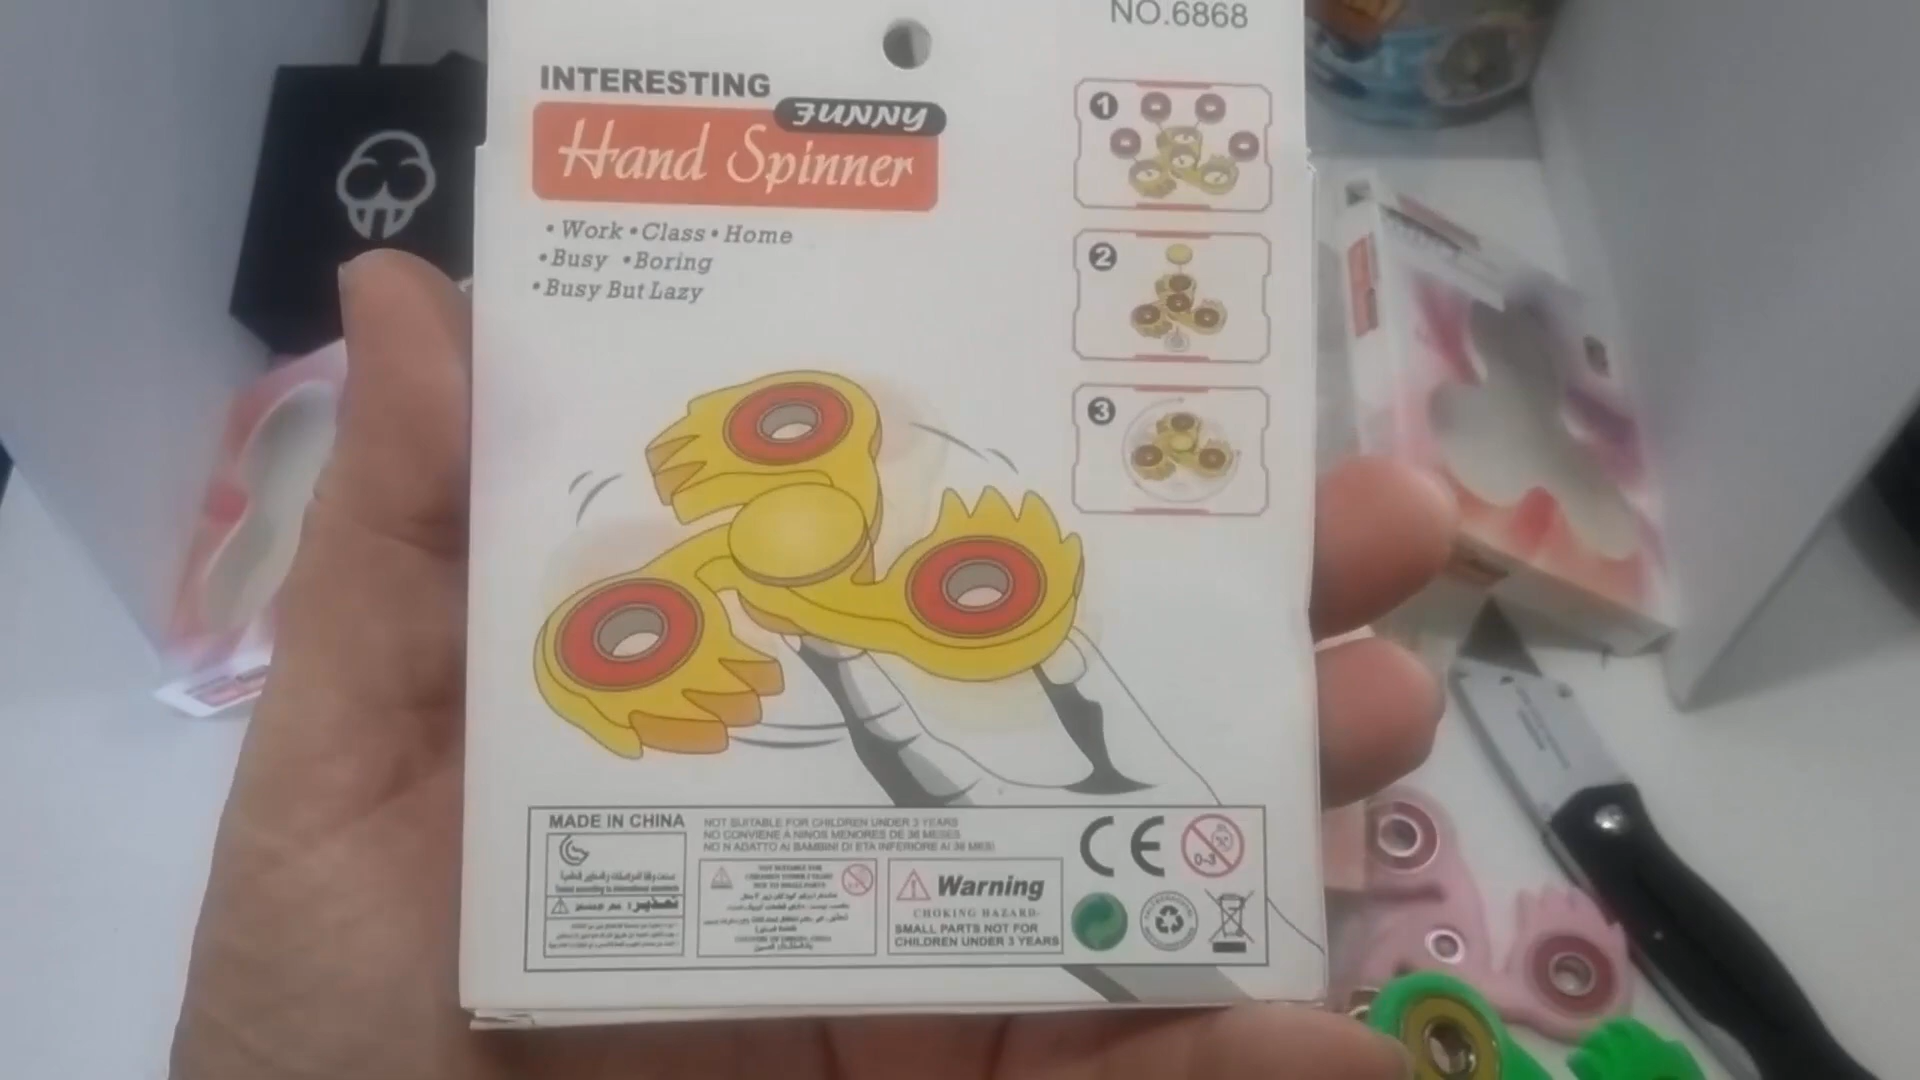 NO.6868
INTERESTING
FUNNY
Hand Spinner
• Work • Class • Home
• Busy • Boring
• Busy But Lazy
1
2
3
MADE IN CHINA
NOT SUITABLE FOR CHILDREN UNDER 3 YEARS
NO CONVIENE A NINOS MENORES DE 36 MESES
NO N ADATTO AI BAMBINI DI ETA INFERIORE AI 36 MESI
تحذير:
Warning
CHOKING HAZARD-
SMALL PARTS NOT FOR
CHILDREN UNDER 3 YEARS
CE
0-3